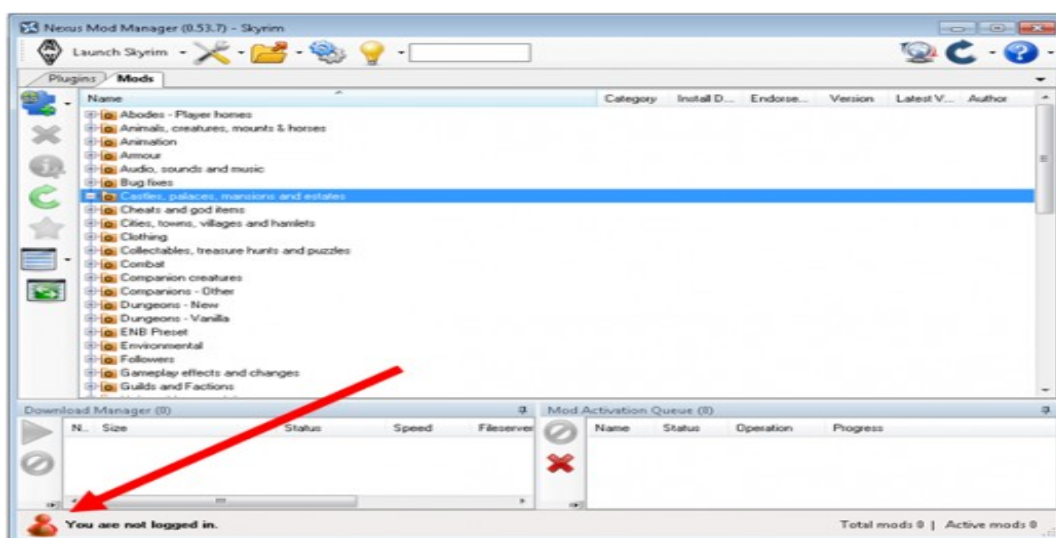 Nexus Mod Manager (0.53.7) - Skyrim
Launch Skyrim
Plugins Mods
Name Category Install D... Endorse... Version Latest V... Author
Abodes - Player homes
Animals, creatures, mounts & horses
Animation
Armour
Audio, sounds and music
Bug fixes
Castles, palaces, mansions and estates
Cheats and god items
Cities, towns, villages and hamlets
Clothing
Collectables, treasure hunts and puzzles
Combat
Companion creatures
Companions - Other
Dungeons - New
Dungeons - Vanilla
ENB Preset
Environmental
Followers
Gameplay effects and changes
Guilds and Factions
Download Manager (0) Mod Activation Queue (0)
N... Size Status Speed Fileserver Name Status Operation Progress
You are not logged in. Total mods 0 | Active mods 0